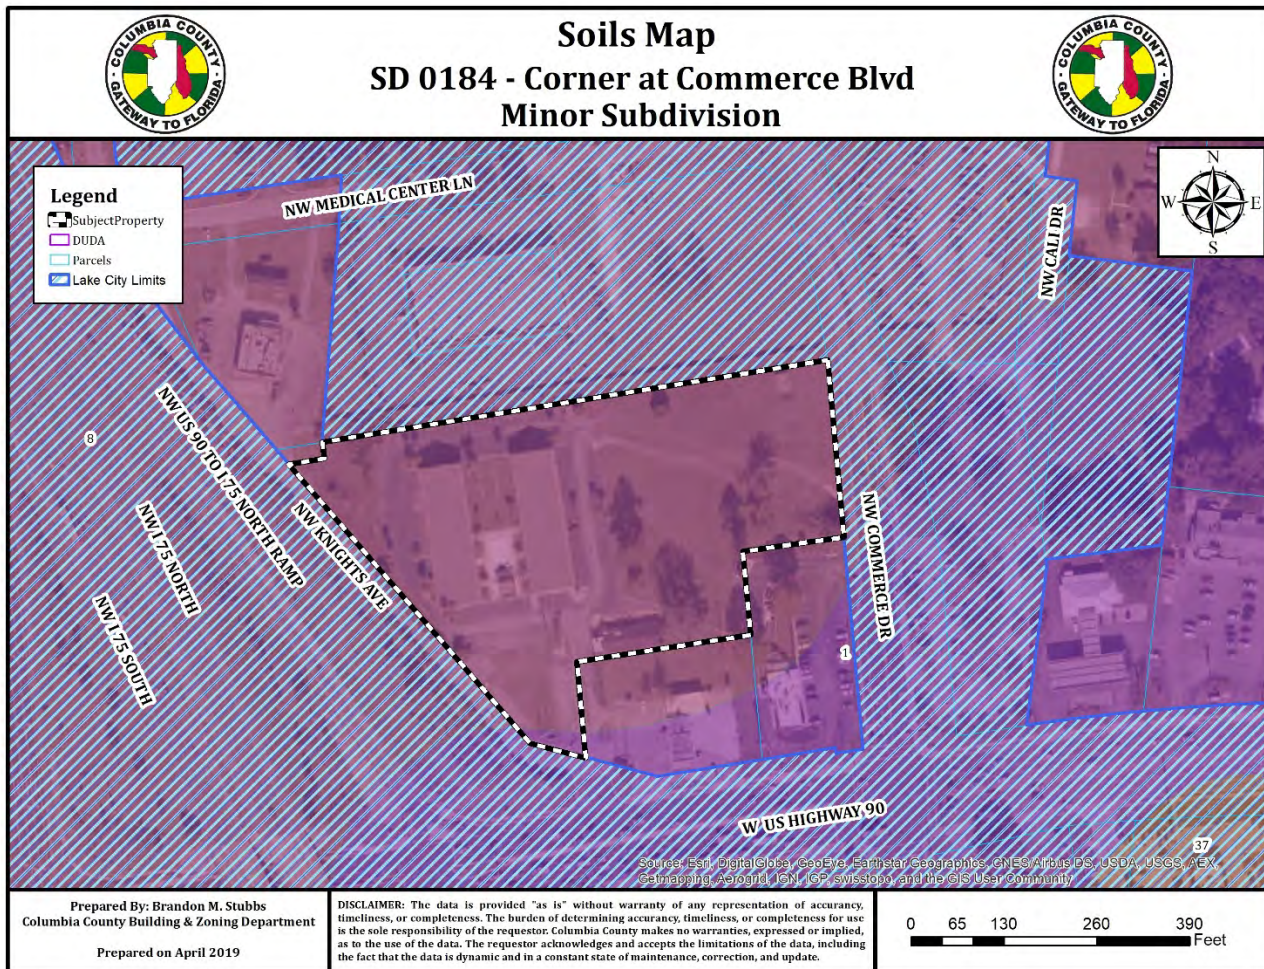 COLUMBIA COUNTY
GATEWAY TO FLORIDA
Soils Map
SD 0184 - Corner at Commerce Blvd
Minor Subdivision
COLUMBIA COUNTY
GATEWAY TO FLORIDA
Legend
SubjectProperty
DUDA
Parcels
Lake City Limits
N
W
E
S
NW MEDICAL CENTER LN
NW CALI DR
NW US 90 TO I 75 NORTH RAMP
8
NW I 75 NORTH
NW KNIGHTS AVE
NW COMMERCE DR
NW I 75 SOUTH
1
W US HIGHWAY 90
37
Source: Esri, DigitalGlobe, GeoEye, Earthstar Geographics, CNES/Airbus DS, USDA, USGS, AEX,
Getmapping, Aerogrid, IGN, IGP, swisstopo, and the GIS User Community
Prepared By: Brandon M. Stubbs
Columbia County Building & Zoning Department
Prepared on April 2019
DISCLAIMER: The data is provided "as is" without warranty of any representation of accuracy,
timeliness, or completeness. The burden of determining accuracy, timeliness, or completeness for use
is the sole responsibility of the requestor. Columbia County makes no warranties, expressed or implied,
as to the use of the data. The requestor acknowledges and accepts the limitations of the data, including
the fact that the data is dynamic and in a constant state of maintenance, correction, and update.
0 65 130 260 390
Feet